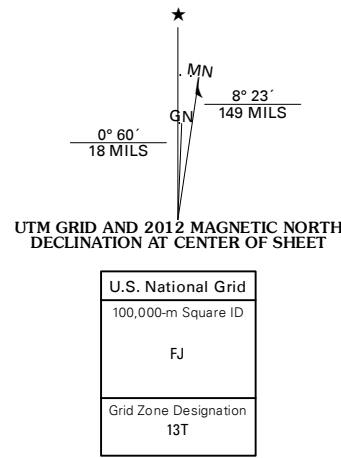 MN
GN
8° 23´
149 MILS
0° 60´
18 MILS
UTM GRID AND 2012 MAGNETIC NORTH
DECLINATION AT CENTER OF SHEET
U.S. National Grid
100,000-m Square ID
FJ
Grid Zone Designation
13T